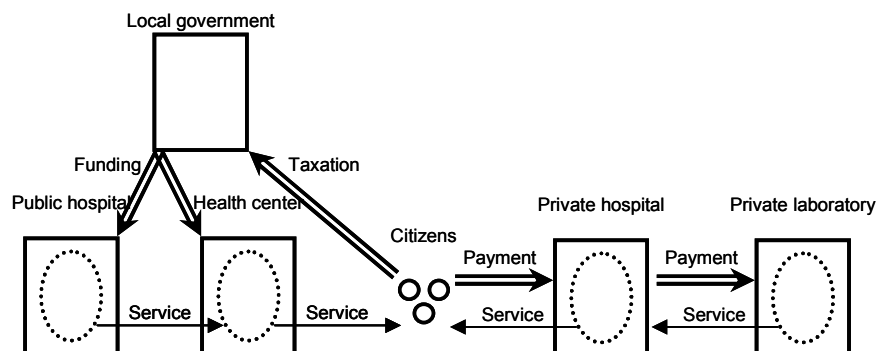 Local government
Funding
Taxation
Public hospital
Health center
Private hospital
Private laboratory
Citizens
Payment
Payment
Service
Service
Service
Service